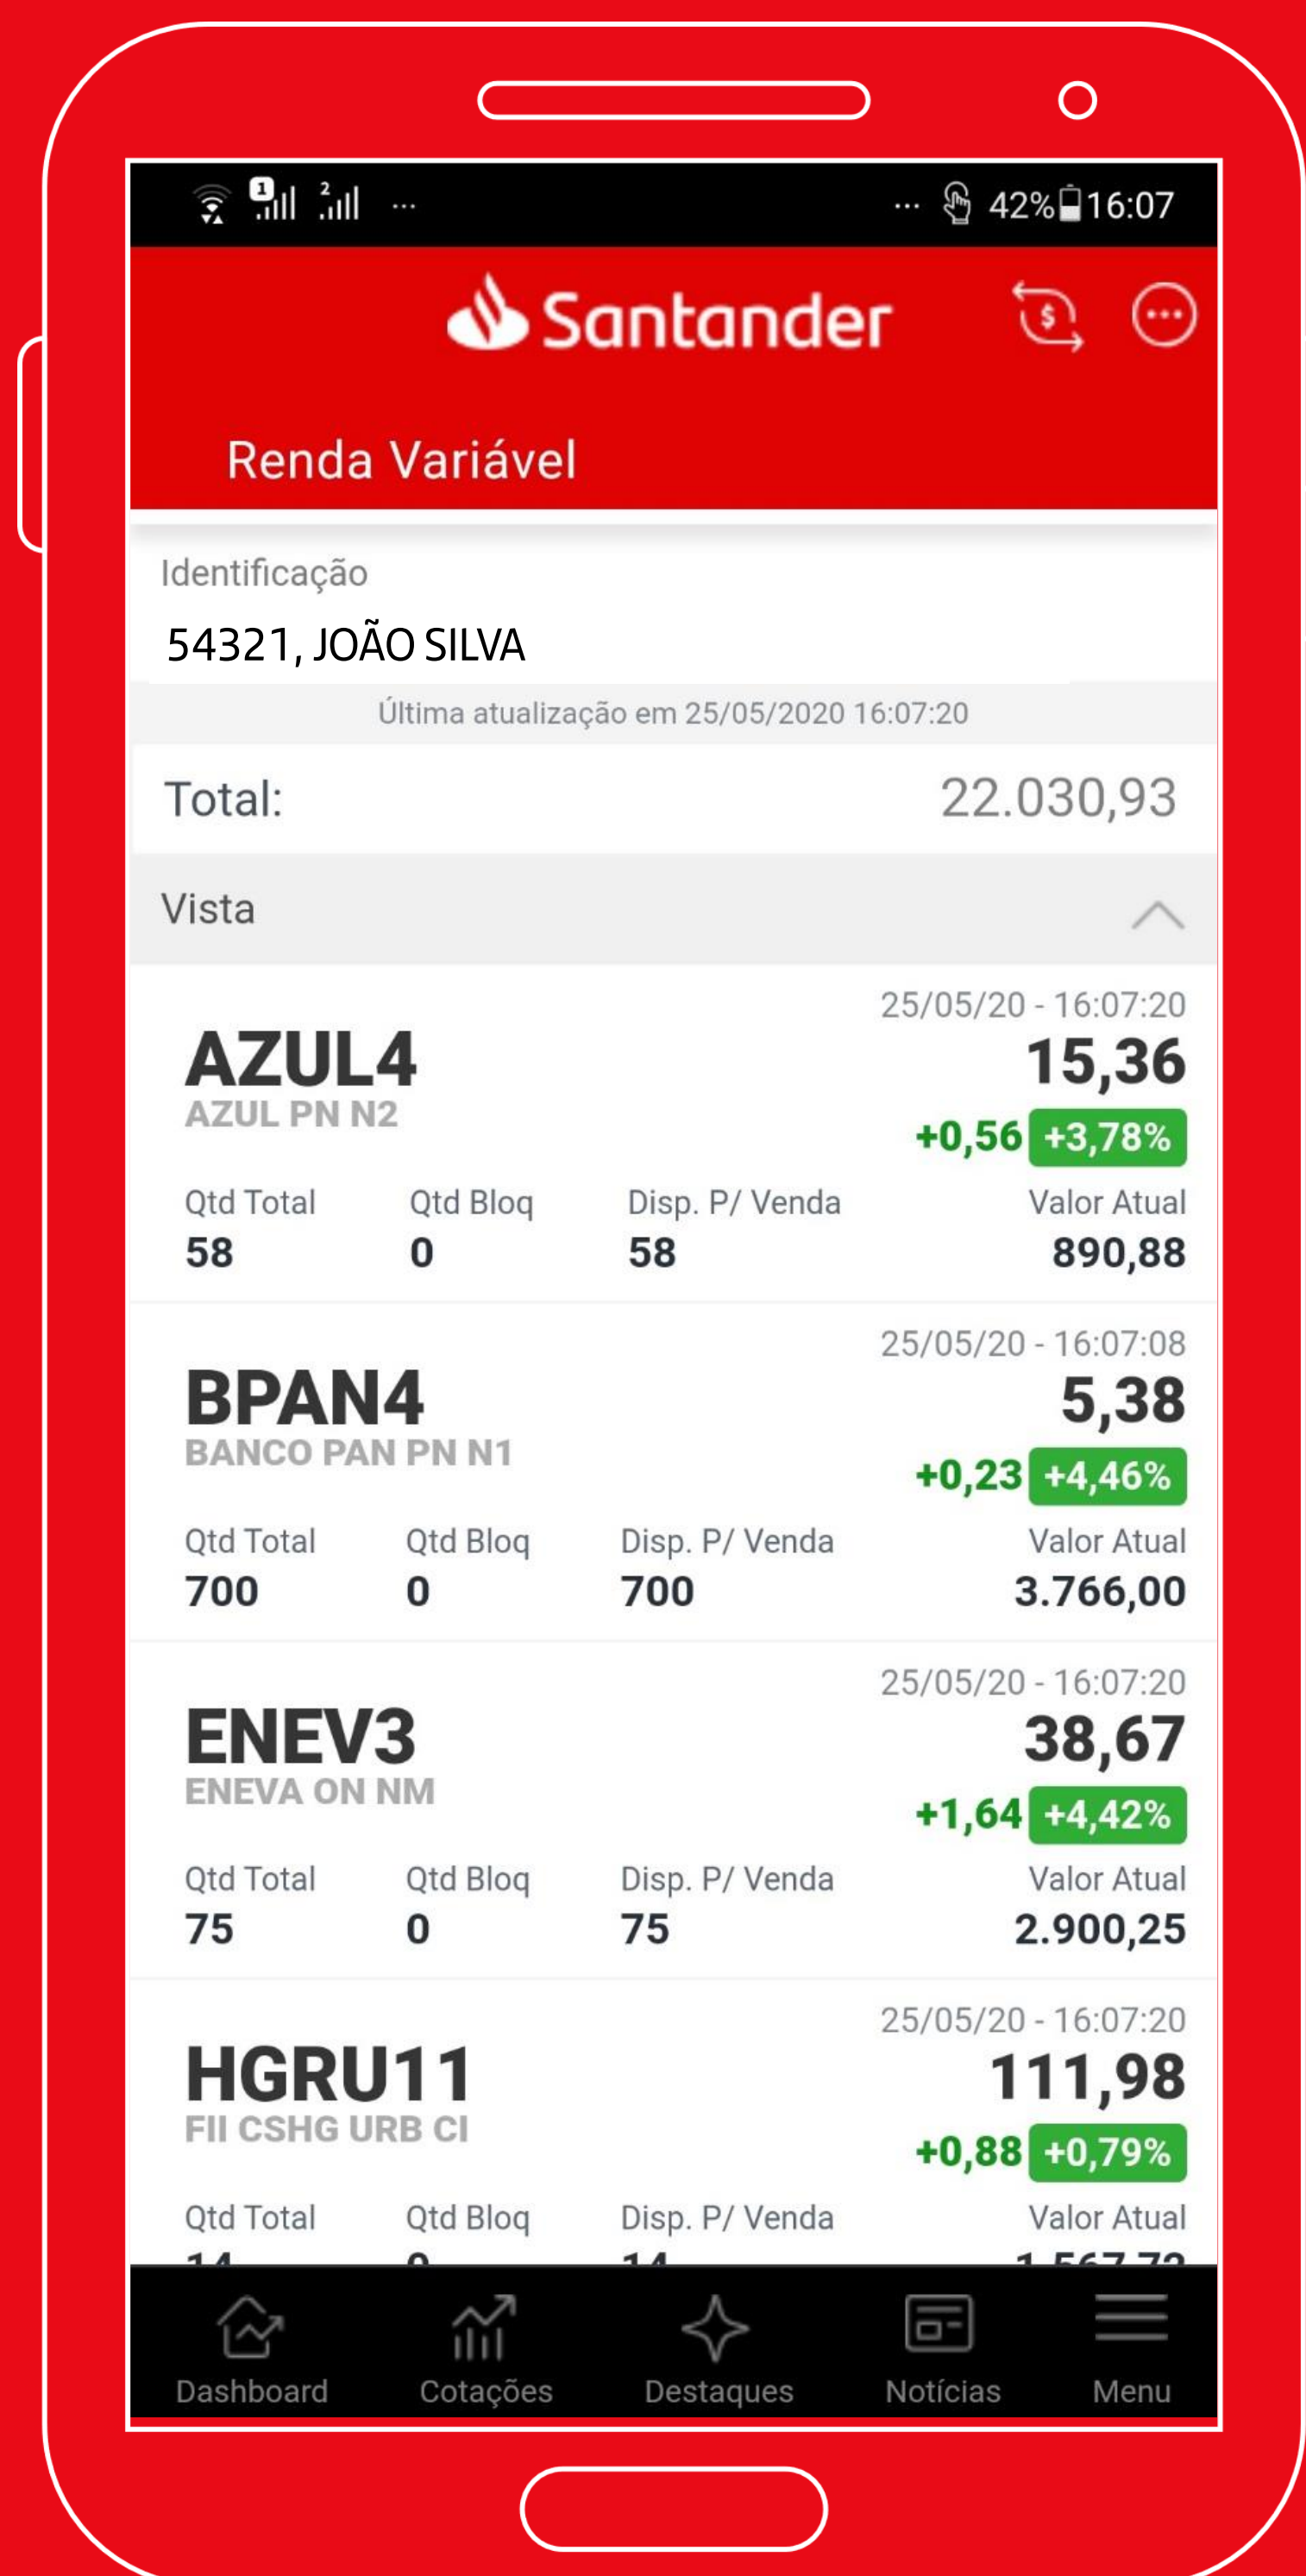 1 2 ... ... 42% 16:07
Santander $
Renda Variável
Identificação
54321, JOÃO SILVA
Última atualização em 25/05/2020 16:07:20
Total: 22.030,93
Vista
25/05/20 - 16:07:20
AZUL4 15,36
AZUL PN N2
+0,56 +3,78%
Qtd Total Qtd Bloq Disp. P/ Venda Valor Atual
58 0 58 890,88
25/05/20 - 16:07:08
BPAN4 5,38
BANCO PAN PN N1
+0,23 +4,46%
Qtd Total Qtd Bloq Disp. P/ Venda Valor Atual
700 0 700 3.766,00
25/05/20 - 16:07:20
ENEV3 38,67
ENEVA ON NM
+1,64 +4,42%
Qtd Total Qtd Bloq Disp. P/ Venda Valor Atual
75 0 75 2.900,25
25/05/20 - 16:07:20
HGRU11 111,98
FII CSHG URB CI
+0,88 +0,79%
Qtd Total Qtd Bloq Disp. P/ Venda Valor Atual
Dashboard Cotações Destaques Notícias Menu